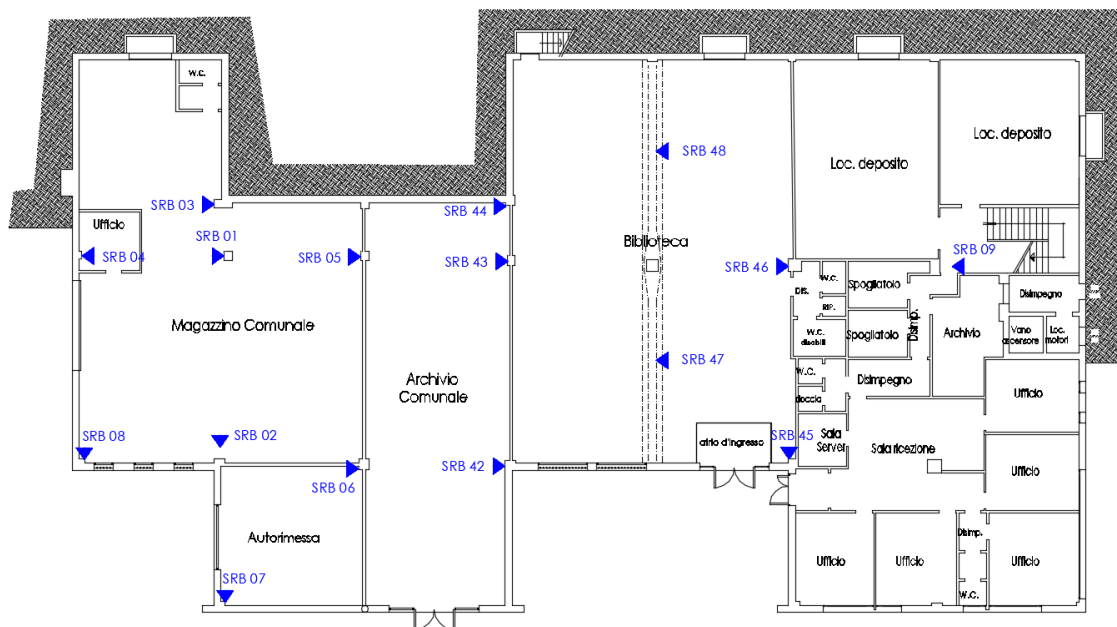 W.C.
Loc. deposito
Loc. deposito
SRB 48
SRB 03
SRB 44
Ufficio
SRB 01
SRB 04
SRB 05
SRB 43
Biblioteca
SRB 46
SRB 09
DIS.
W.C.
RIP.
Spogliatoio
Disimpegno
Magazzino Comunale
W.C.
disabili
Spogliatoio
Disimp.
Archivio
Vano
ascensore
Loc.
motori
SRB 47
Archivio
Comunale
W.C.
Disimpegno
doccia
Ufficio
SRB 08
SRB 02
SRB 45
atrio d'ingresso
Sala
Server
Sala ricezione
SRB 42
SRB 06
Ufficio
Autorimessa
Disimp.
Ufficio
Ufficio
Ufficio
SRB 07
W.C.